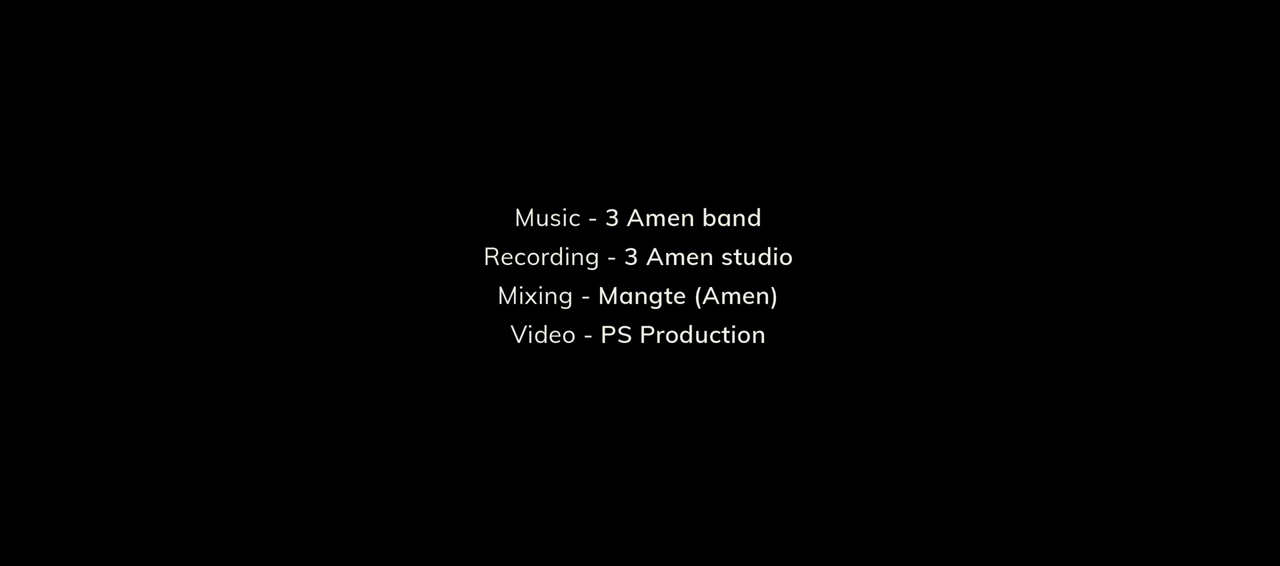 Music - 3 Amen band
Recording - 3 Amen studio
Mixing - Mangte (Amen)
Video - PS Production